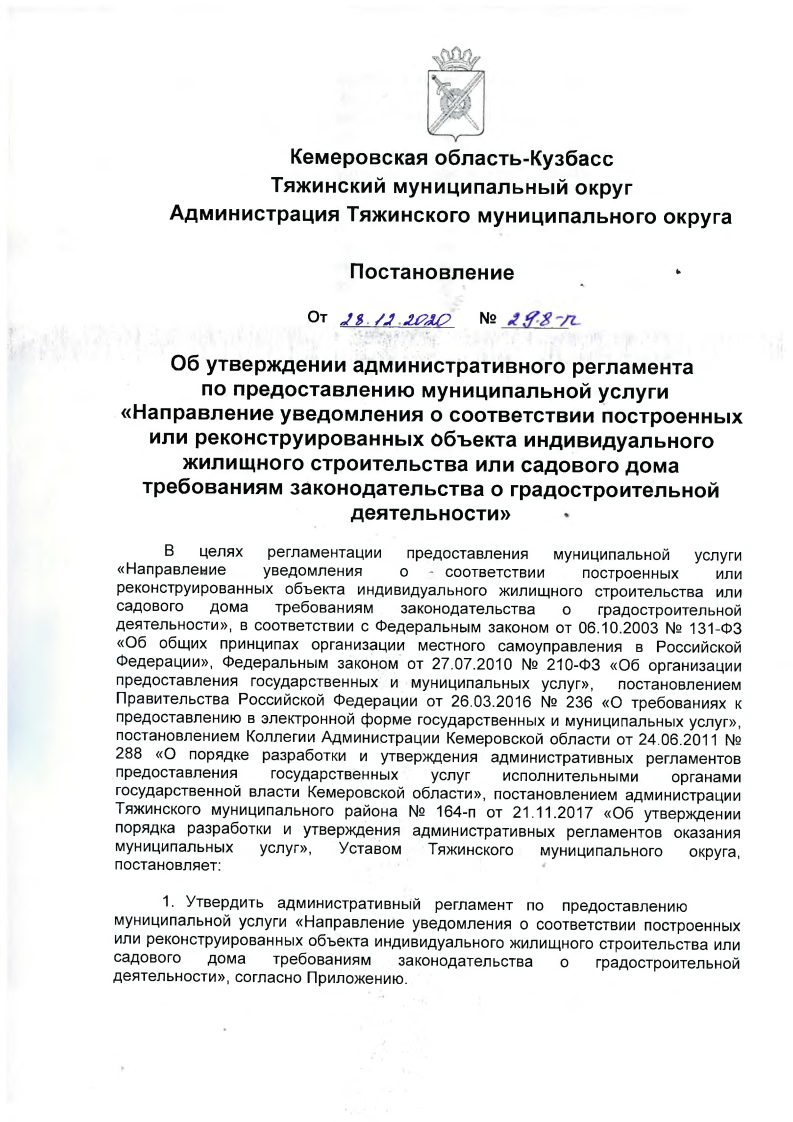 Кемеровская область-Кузбасс
Тяжинский муниципальный округ
Администрация Тяжинского муниципального округа
Постановление
От 28.12.2020 № 298-п
Об утверждении административного регламента
по предоставлению муниципальной услуги
«Направление уведомления о соответствии построенных
или реконструированных объекта индивидуального
жилищного строительства или садового дома
требованиям законодательства о градостроительной
деятельности»
В целях регламентации предоставления муниципальной услуги
«Направление уведомления о соответствии построенных или
реконструированных объекта индивидуального жилищного строительства или
садового дома требованиям законодательства о градостроительной
деятельности», в соответствии с Федеральным законом от 06.10.2003 № 131-ФЗ
«Об общих принципах организации местного самоуправления в Российской
Федерации», Федеральным законом от 27.07.2010 № 210-ФЗ «Об организации
предоставления государственных и муниципальных услуг», постановлением
Правительства Российской Федерации от 26.03.2016 № 236 «О требованиях к
предоставлению в электронной форме государственных и муниципальных услуг»,
постановлением Коллегии Администрации Кемеровской области от 24.06.2011 №
288 «О порядке разработки и утверждения административных регламентов
предоставления государственных услуг исполнительными органами
государственной власти Кемеровской области», постановлением администрации
Тяжинского муниципального района № 164-п от 21.11.2017 «Об утверждении
порядка разработки и утверждения административных регламентов оказания
муниципальных услуг», Уставом Тяжинского муниципального округа,
постановляет:
1. Утвердить административный регламент по предоставлению
муниципальной услуги «Направление уведомления о соответствии построенных
или реконструированных объекта индивидуального жилищного строительства или
садового дома требованиям законодательства о градостроительной
деятельности», согласно Приложению.